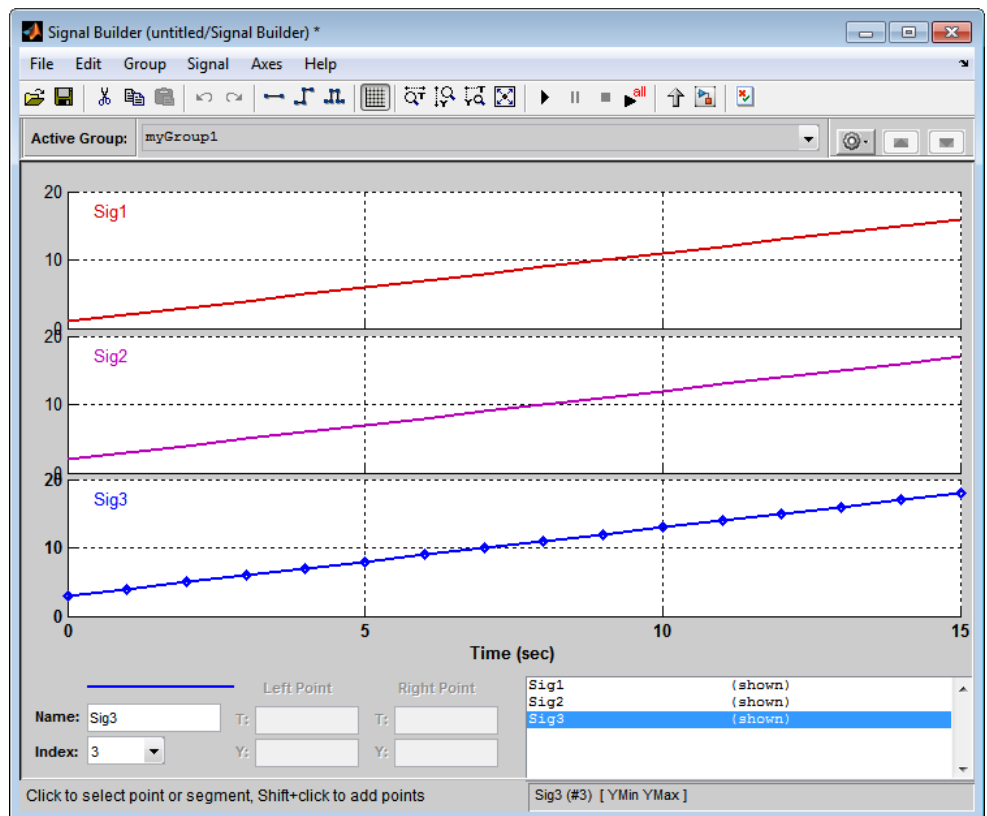 Signal Builder (untitled/Signal Builder) *
File Edit Group Signal Axes Help
all
Active Group: myGroup1
20
Sig1
10
0
20
Sig2
10
0
20
Sig3
10
0
0 5 10 15
Time (sec)
Left Point Right Point
Name: Sig3 T: T:
Index: 3 Y: Y:
Sig1 (shown)
Sig2 (shown)
Sig3 (shown)
Click to select point or segment, Shift+click to add points
Sig3 (#3) [ YMin YMax ]